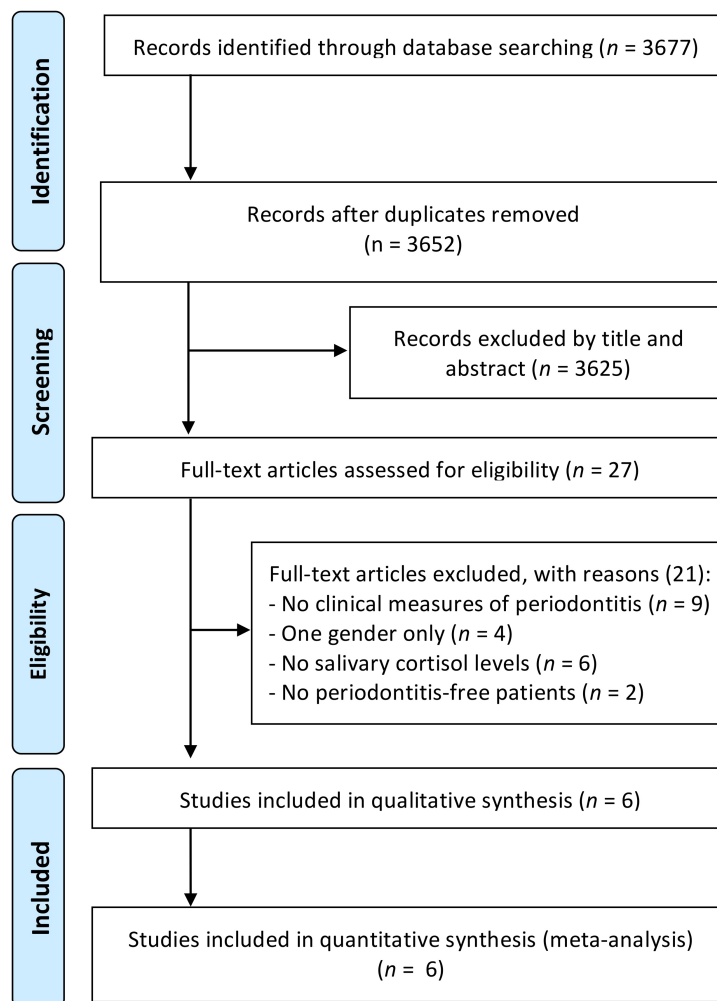 Identification
Records identified through database searching (n = 3677)
Records after duplicates removed
(n = 3652)
Screening
Records excluded by title and
abstract (n = 3625)
Full-text articles assessed for eligibility (n = 27)
Eligibility
Full-text articles excluded, with reasons (21):
- No clinical measures of periodontitis (n = 9)
- One gender only (n = 4)
- No salivary cortisol levels (n = 6)
- No periodontitis-free patients (n = 2)
Included
Studies included in qualitative synthesis (n = 6)
Studies included in quantitative synthesis (meta-analysis)
(n = 6)